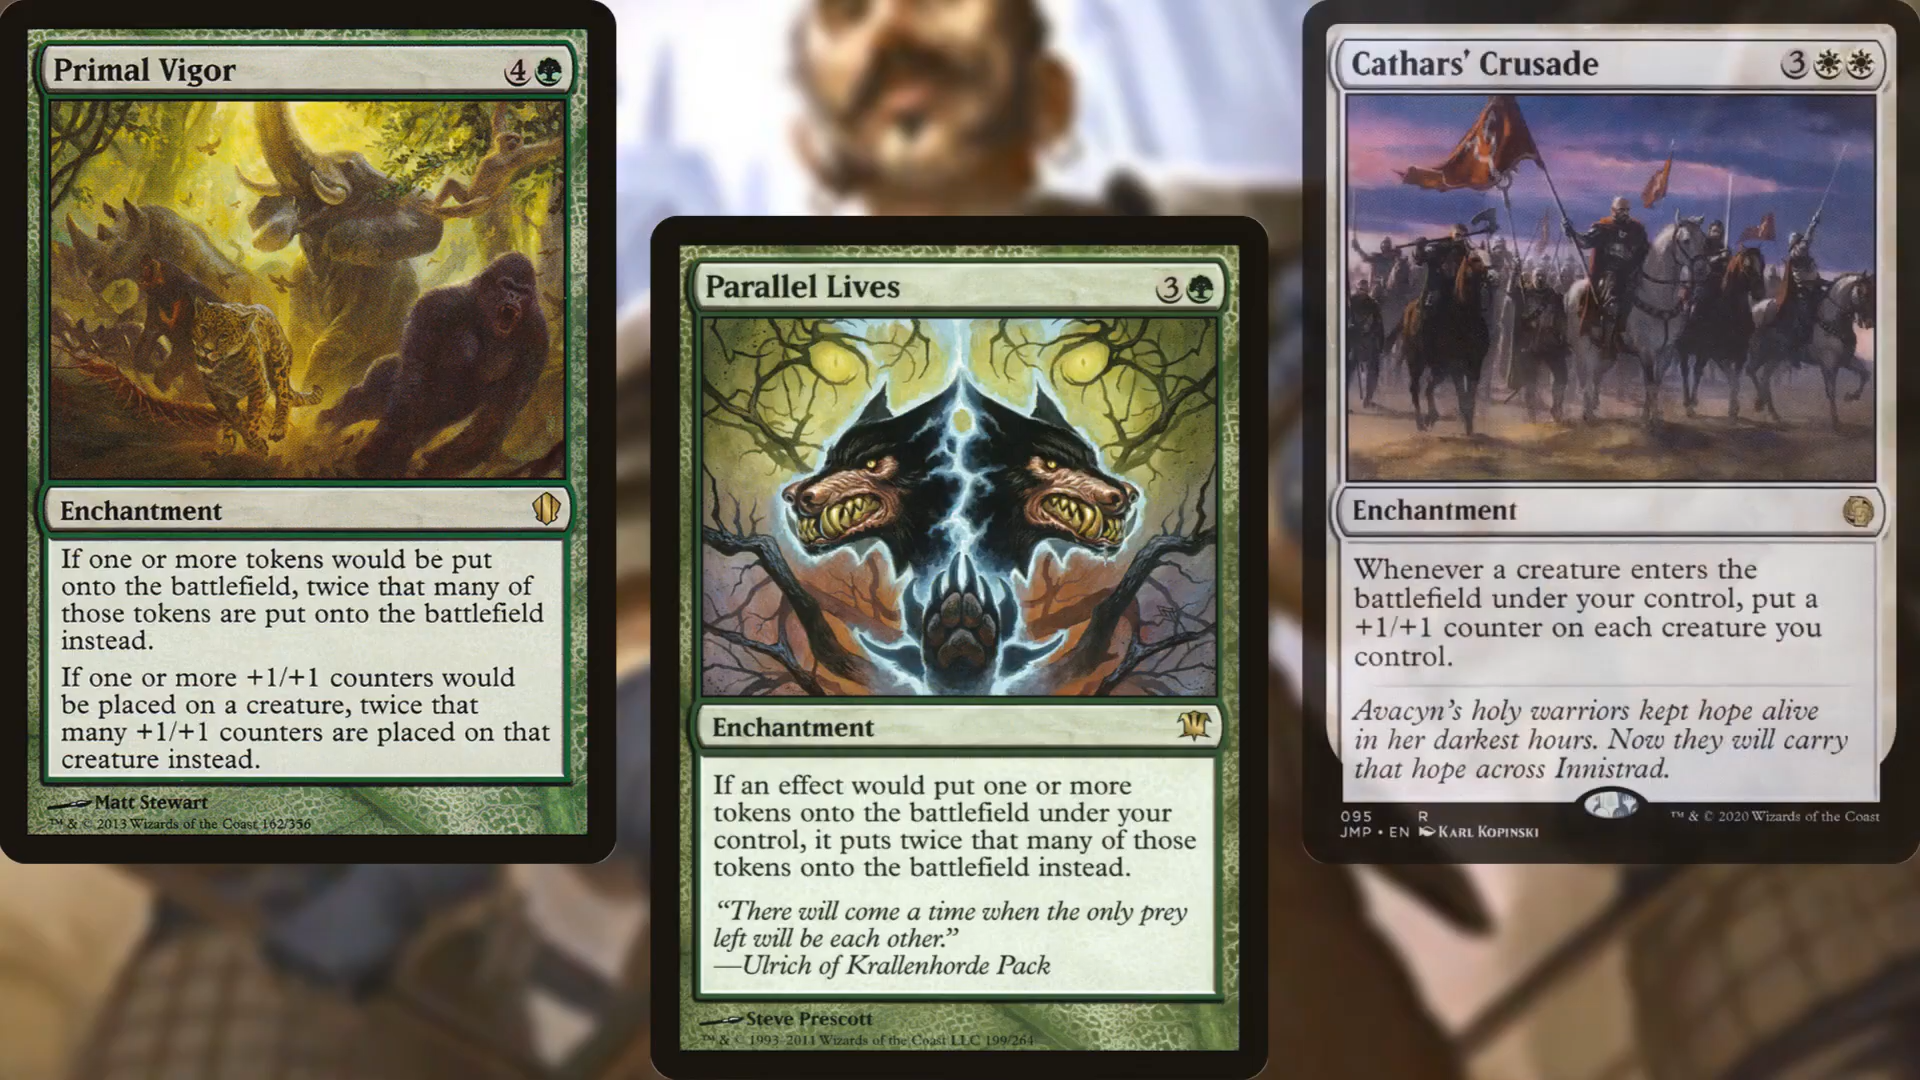 Primal Vigor 4
Enchantment
If one or more tokens would be put
onto the battlefield, twice that many of
those tokens are put onto the battlefield
instead.
If one or more +1/+1 counters would
be placed on a creature, twice that
many +1/+1 counters are placed on that
creature instead.
Matt Stewart
™ & © 2013 Wizards of the Coast 162/356
Parallel Lives 3
Enchantment
If an effect would put one or more
tokens onto the battlefield under your
control, it puts twice that many of those
tokens onto the battlefield instead.
“There will come a time when the only prey
left will be each other.”
—Ulrich of Krallenhorde Pack
Steve Prescott
™ & © 1993–2011 Wizards of the Coast LLC 199/264
Cathars’ Crusade 3
Enchantment
Whenever a creature enters the
battlefield under your control, put a
+1/+1 counter on each creature you
control.
Avacyn’s holy warriors kept hope alive
in her darkest hours. Now they will carry
that hope across Innistrad.
095 R
JMP • EN Karl Kopinski
™ & © 2020 Wizards of the Coast